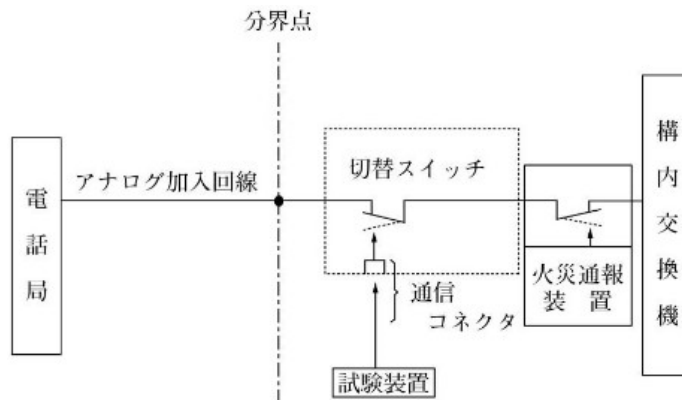 分界点
電話局
アナログ加入回線
切替スイッチ
通信
コネクタ
試験装置
火災通報
装置
構内交換機